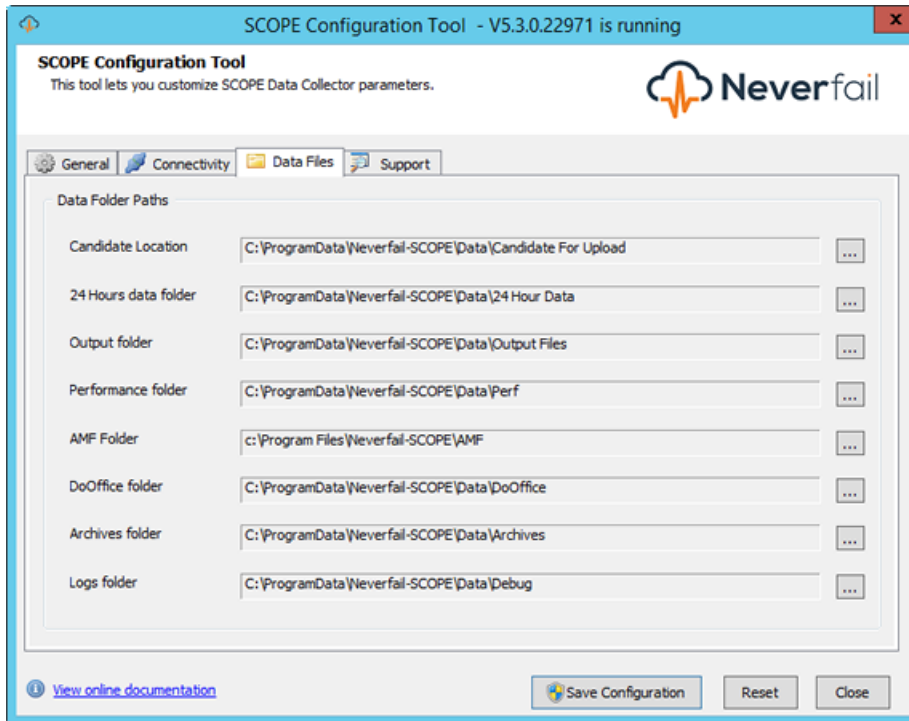 SCOPE Configuration Tool - V5.3.0.22971 is running
x
SCOPE Configuration Tool
This tool lets you customize SCOPE Data Collector parameters.
Neverfail
General Connectivity Data Files Support
Data Folder Paths
Candidate Location C:\ProgramData\Neverfail-SCOPE\Data\Candidate For Upload ...
24 Hours data folder C:\ProgramData\Neverfail-SCOPE\Data\24 Hour Data ...
Output folder C:\ProgramData\Neverfail-SCOPE\Data\Output Files ...
Performance folder C:\ProgramData\Neverfail-SCOPE\Data\Perf ...
AMF Folder c:\Program Files\Neverfail-SCOPE\AMF ...
DoOffice folder C:\ProgramData\Neverfail-SCOPE\Data\DoOffice ...
Archives folder C:\ProgramData\Neverfail-SCOPE\Data\Archives ...
Logs folder C:\ProgramData\Neverfail-SCOPE\Data\Debug ...
View online documentation Save Configuration Reset Close